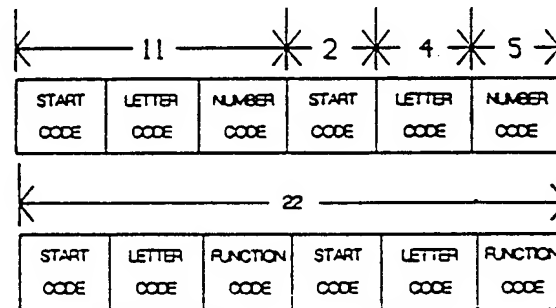 11 2 4 5
START LETTER NUMBER START LETTER NUMBER
CODE CODE CODE CODE CODE CODE
22
START LETTER FUNCTION START LETTER FUNCTION
CODE CODE CODE CODE CODE CODE